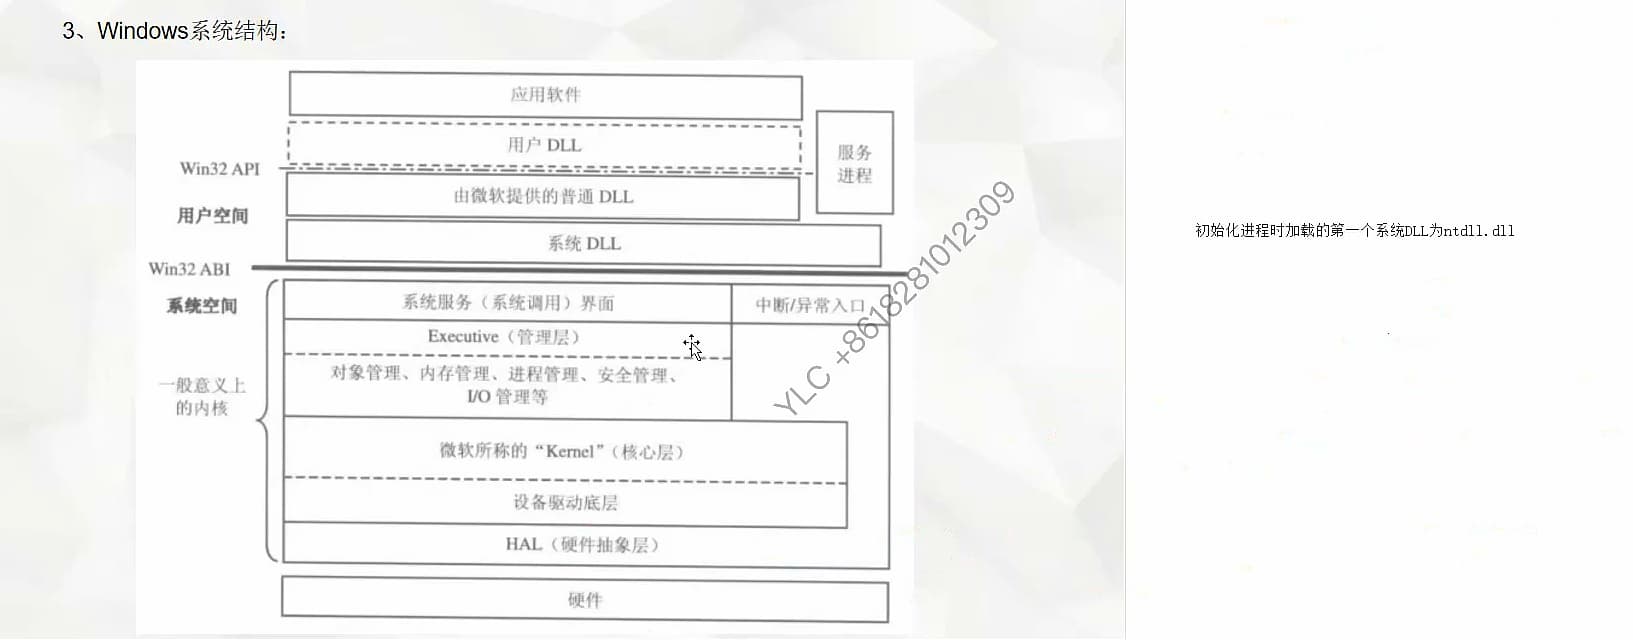 3、Windows系统结构：
应用软件
用户 DLL
服务
进程
Win32 API
由微软提供的普通 DLL
用户空间
系统 DLL
Win32 ABI
系统空间
系统服务（系统调用）界面
中断/异常入口
Executive（管理层）
对象管理、内存管理、进程管理、安全管理、
I/O 管理等
一般意义上
的内核
微软所称的“Kernel”（核心层）
设备驱动底层
HAL（硬件抽象层）
硬件
YLC +8618281012309
初始化进程时加载的第一个系统DLL为ntdll.dll